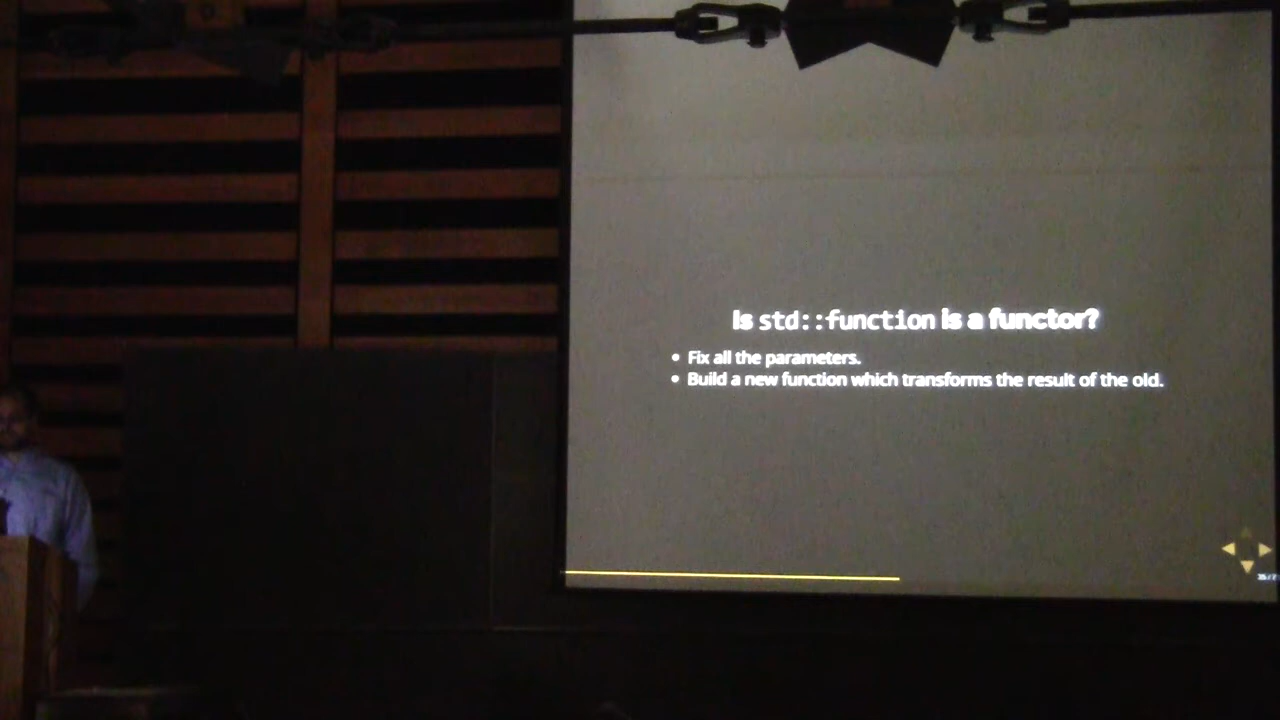 Is std::function is a functor?
• Fix all the parameters.
• Build a new function which transforms the result of the old.